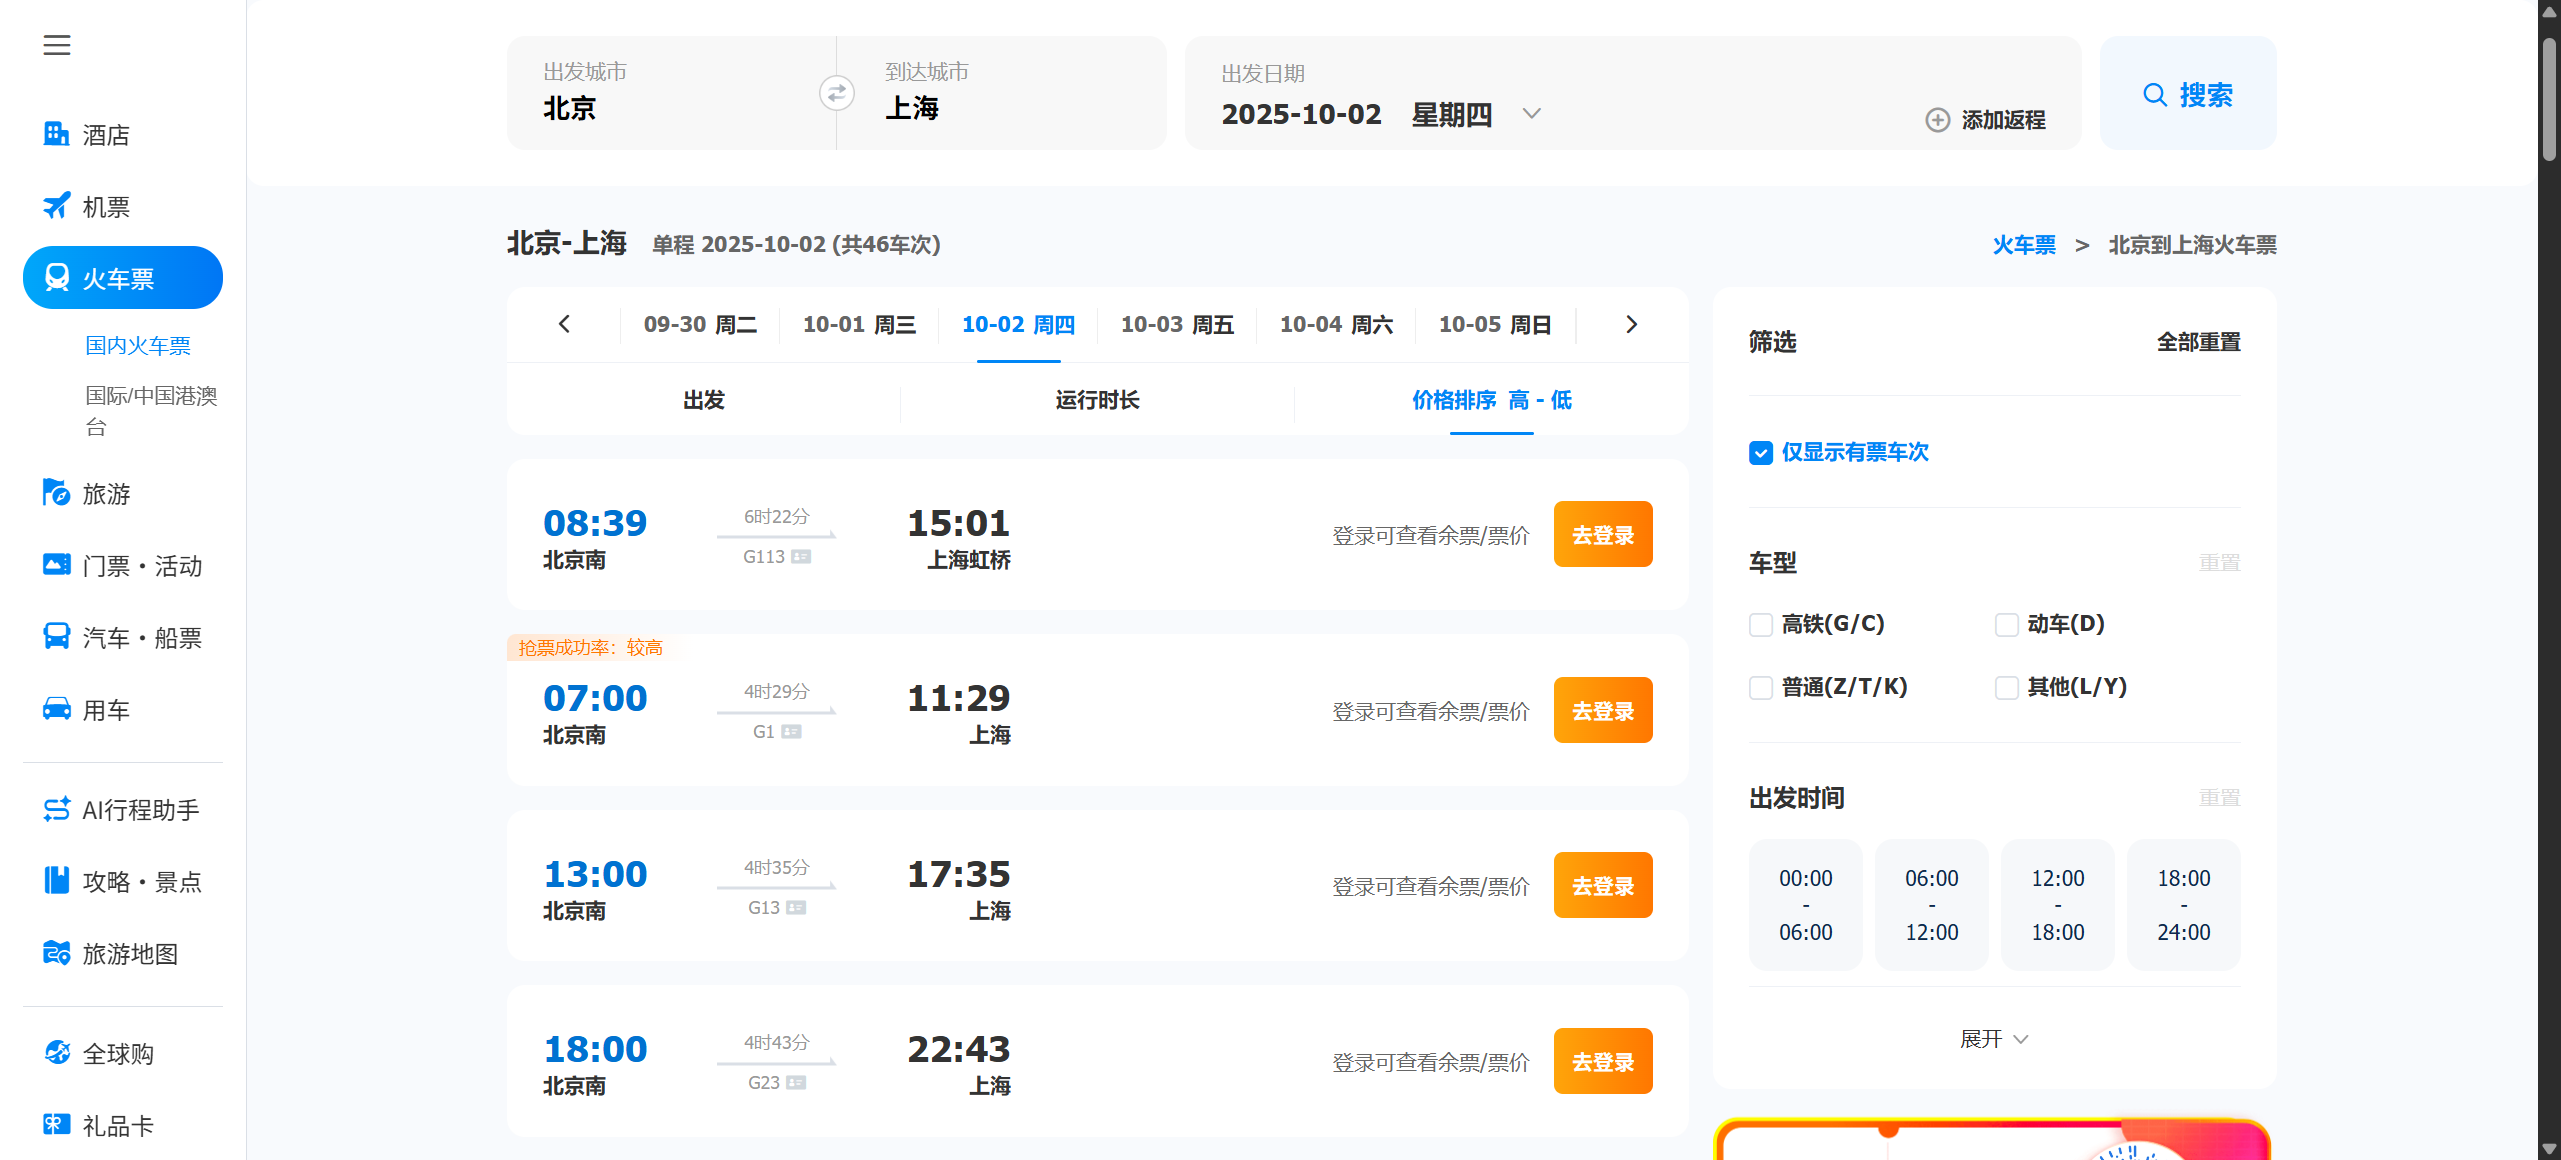 酒店
机票
火车票
国内火车票
国际/中国港澳
台
旅游
门票・活动
汽车・船票
用车
AI行程助手
攻略・景点
旅游地图
全球购
礼品卡
出发城市
北京
到达城市
上海
出发日期
2025-10-02 星期四
添加返程
搜索
北京-上海 单程 2025-10-02 (共46车次)
火车票 > 北京到上海火车票
09-30 周二
10-01 周三
10-02 周四
10-03 周五
10-04 周六
10-05 周日
出发
运行时长
价格排序 高 - 低
08:39
北京南
6时22分
G113
15:01
上海虹桥
登录可查看余票/票价
去登录
抢票成功率：较高
07:00
北京南
4时29分
G1
11:29
上海
登录可查看余票/票价
去登录
13:00
北京南
4时35分
G13
17:35
上海
登录可查看余票/票价
去登录
18:00
北京南
4时43分
G23
22:43
上海
登录可查看余票/票价
去登录
筛选
全部重置
仅显示有票车次
车型
重置
高铁(G/C)
动车(D)
普通(Z/T/K)
其他(L/Y)
出发时间
重置
00:00
-
06:00
06:00
-
12:00
12:00
-
18:00
18:00
-
24:00
展开